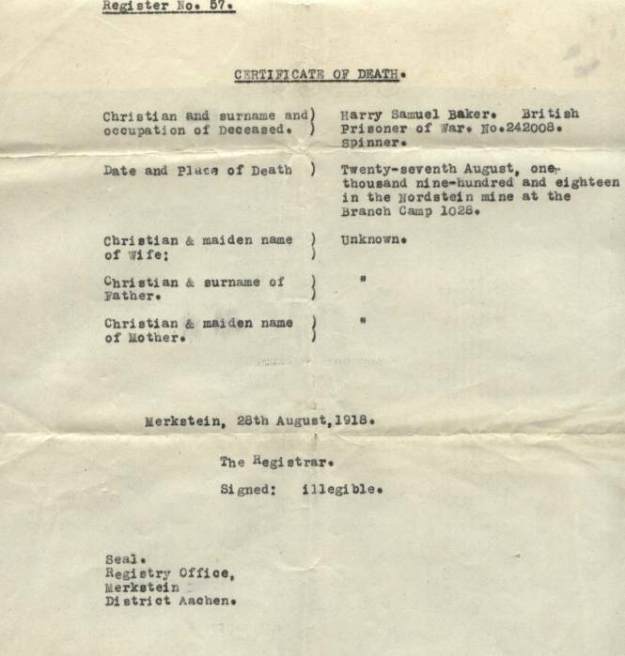 Register No. 57.
CERTIFICATE OF DEATH.
Christian and surname and) Harry Samuel Baker. British
occupation of Deceased. ) Prisoner of War. No.242008.
Spinner.
Date and Place of Death ) Twenty-seventh August, one-
thousand nine-hundred and eighteen
in the Nordstein mine at the
Branch Camp 1028.
Christian & maiden name ) Unknown.
of Wife: )
Christian & surname of ) "
Father. )
Christian & maiden name ) "
of Mother. )
Merkstein, 28th August,1918.
The Registrar.
Signed: illegible.
Seal.
Registry Office,
Merkstein
District Aachen.